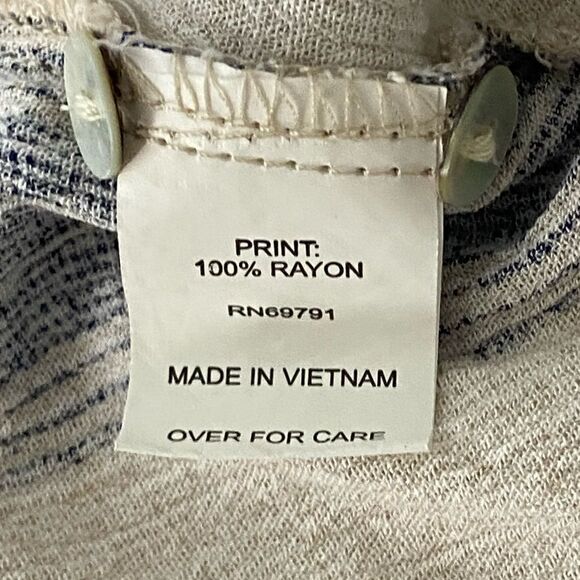 PRINT:
100% RAYON
RN69791
MADE IN VIETNAM
OVER FOR CARE